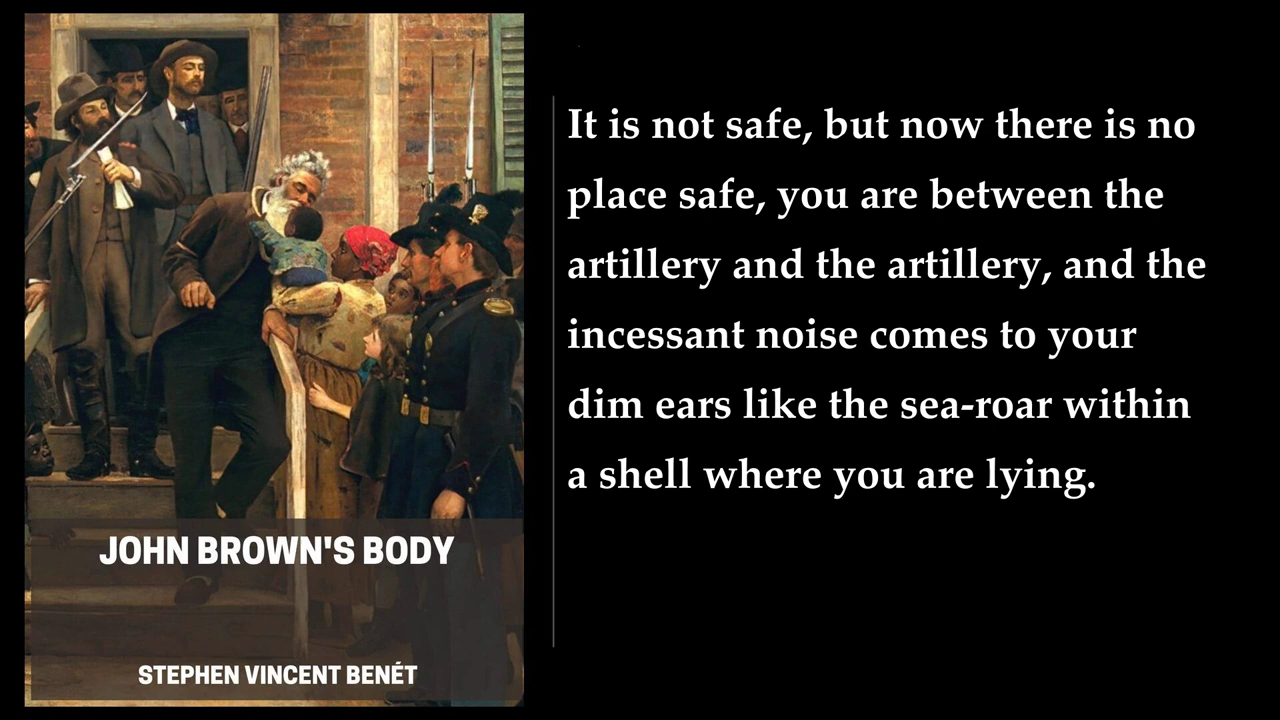 JOHN BROWN'S BODY
STEPHEN VINCENT BENÉT
It is not safe, but now there is no
place safe, you are between the
artillery and the artillery, and the
incessant noise comes to your
dim ears like the sea-roar within
a shell where you are lying.